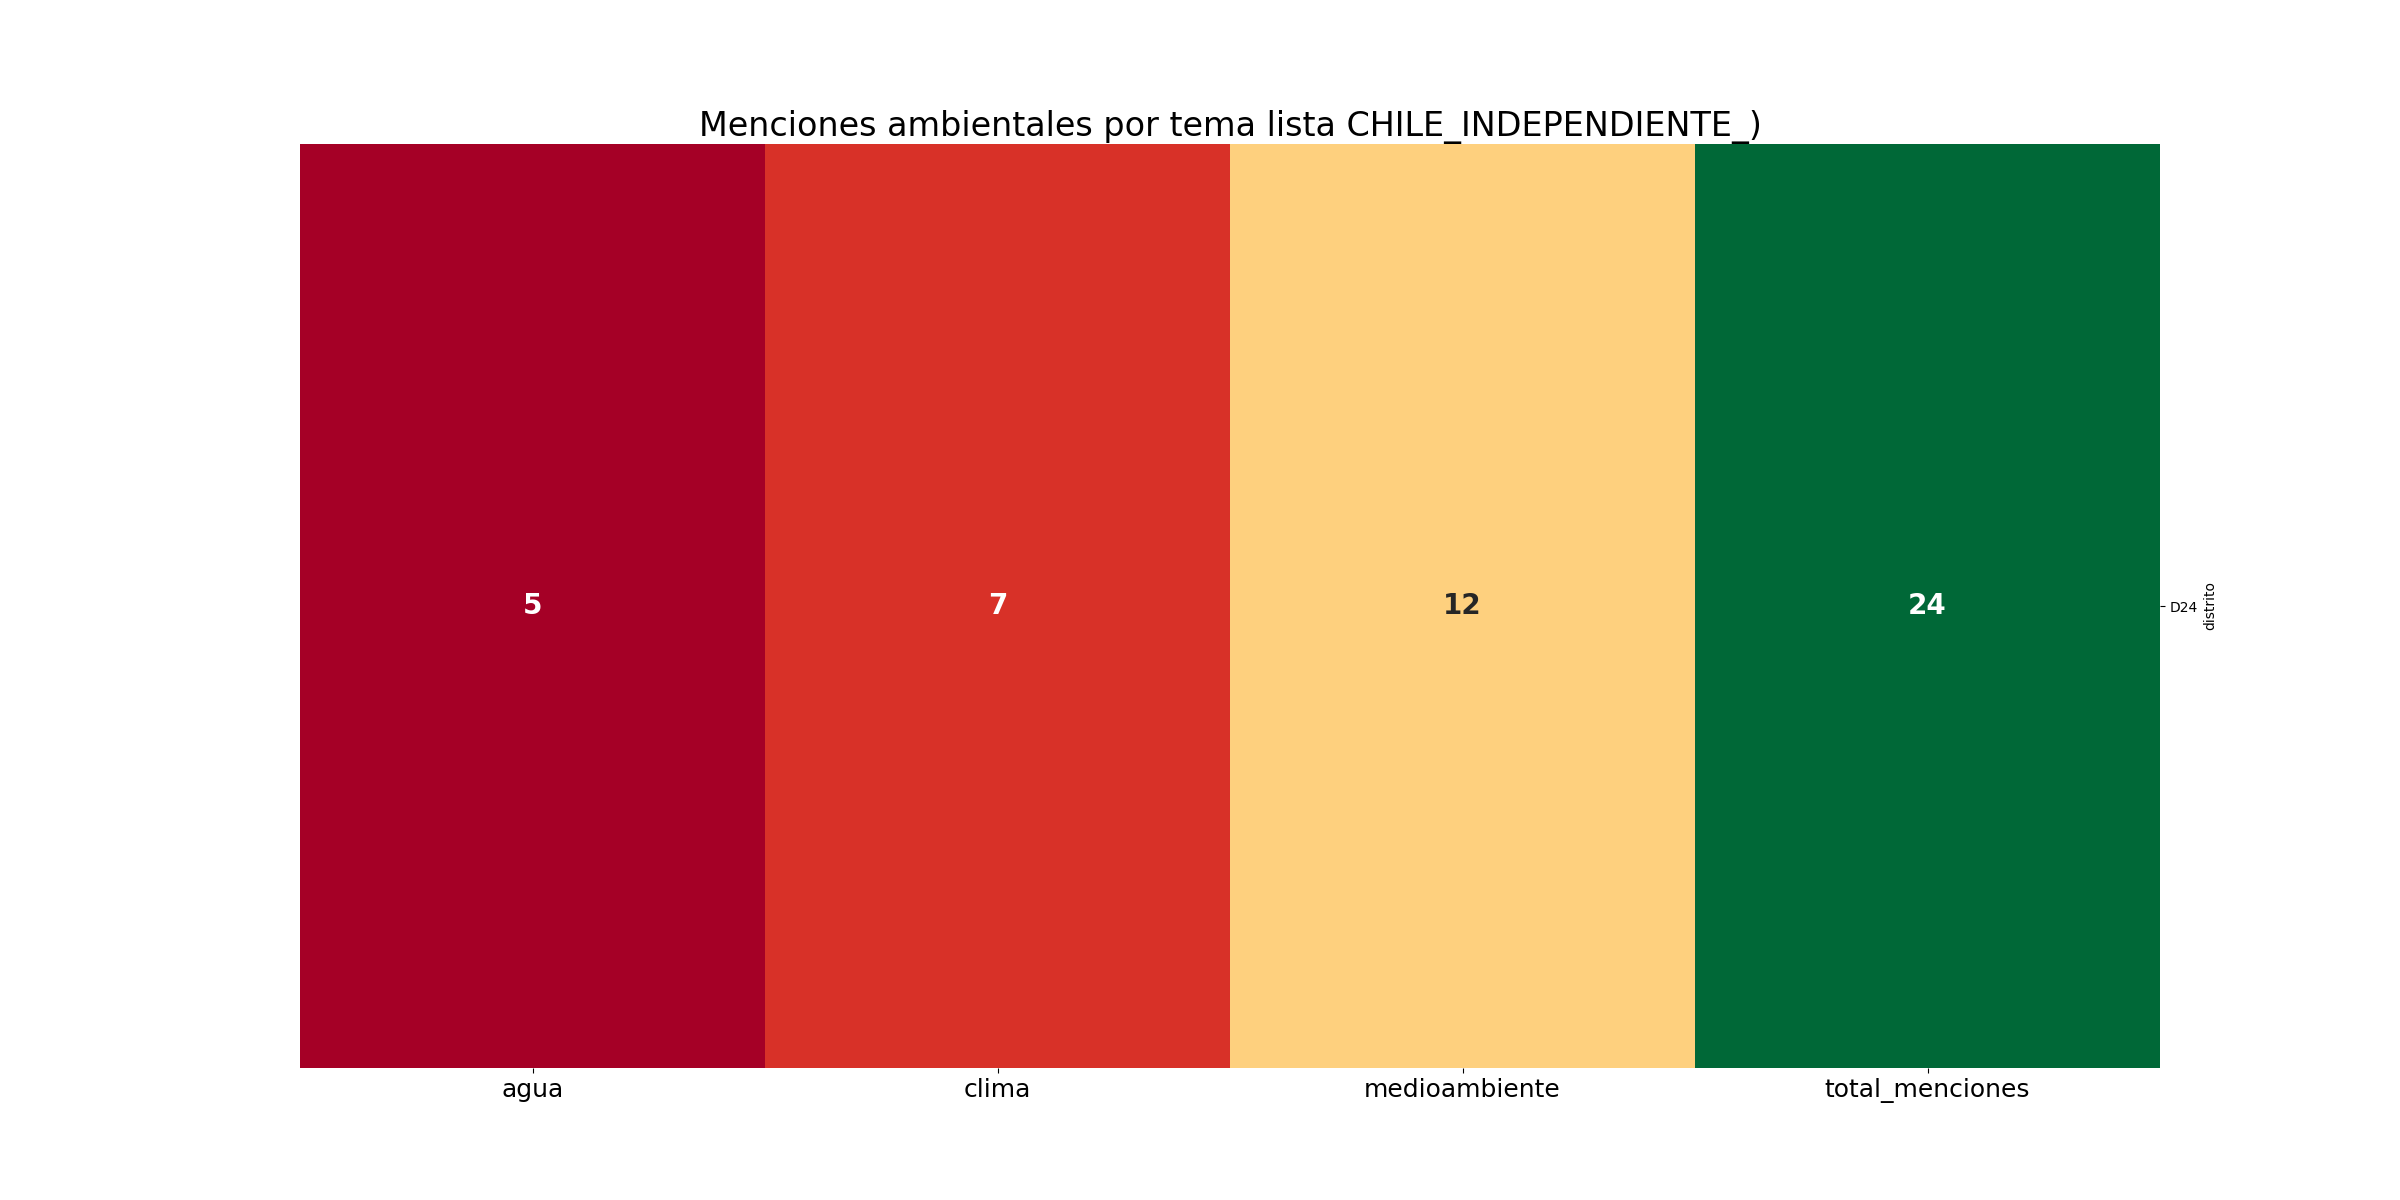 Menciones ambientales por tema lista CHILE_INDEPENDIENTE_)
5 7 12 24
D24
distrito
agua clima medioambiente total_menciones